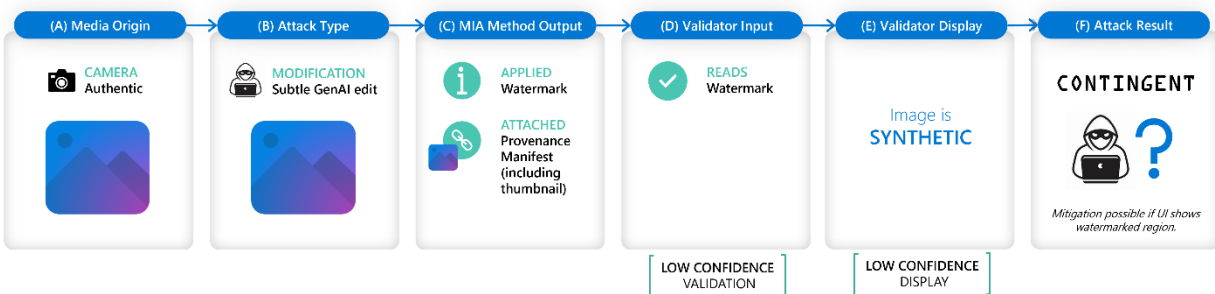 (A) Media Origin
CAMERA
Authentic
(B) Attack Type
MODIFICATION
Subtle GenAI edit
(C) MIA Method Output
APPLIED
Watermark
ATTACHED
Provenance
Manifest
(including
thumbnail)
(D) Validator Input
READS
Watermark
LOW CONFIDENCE
VALIDATION
(E) Validator Display
Image is
SYNTHETIC
LOW CONFIDENCE
DISPLAY
(F) Attack Result
CONTINGENT
?
Mitigation possible if UI shows
watermarked region.